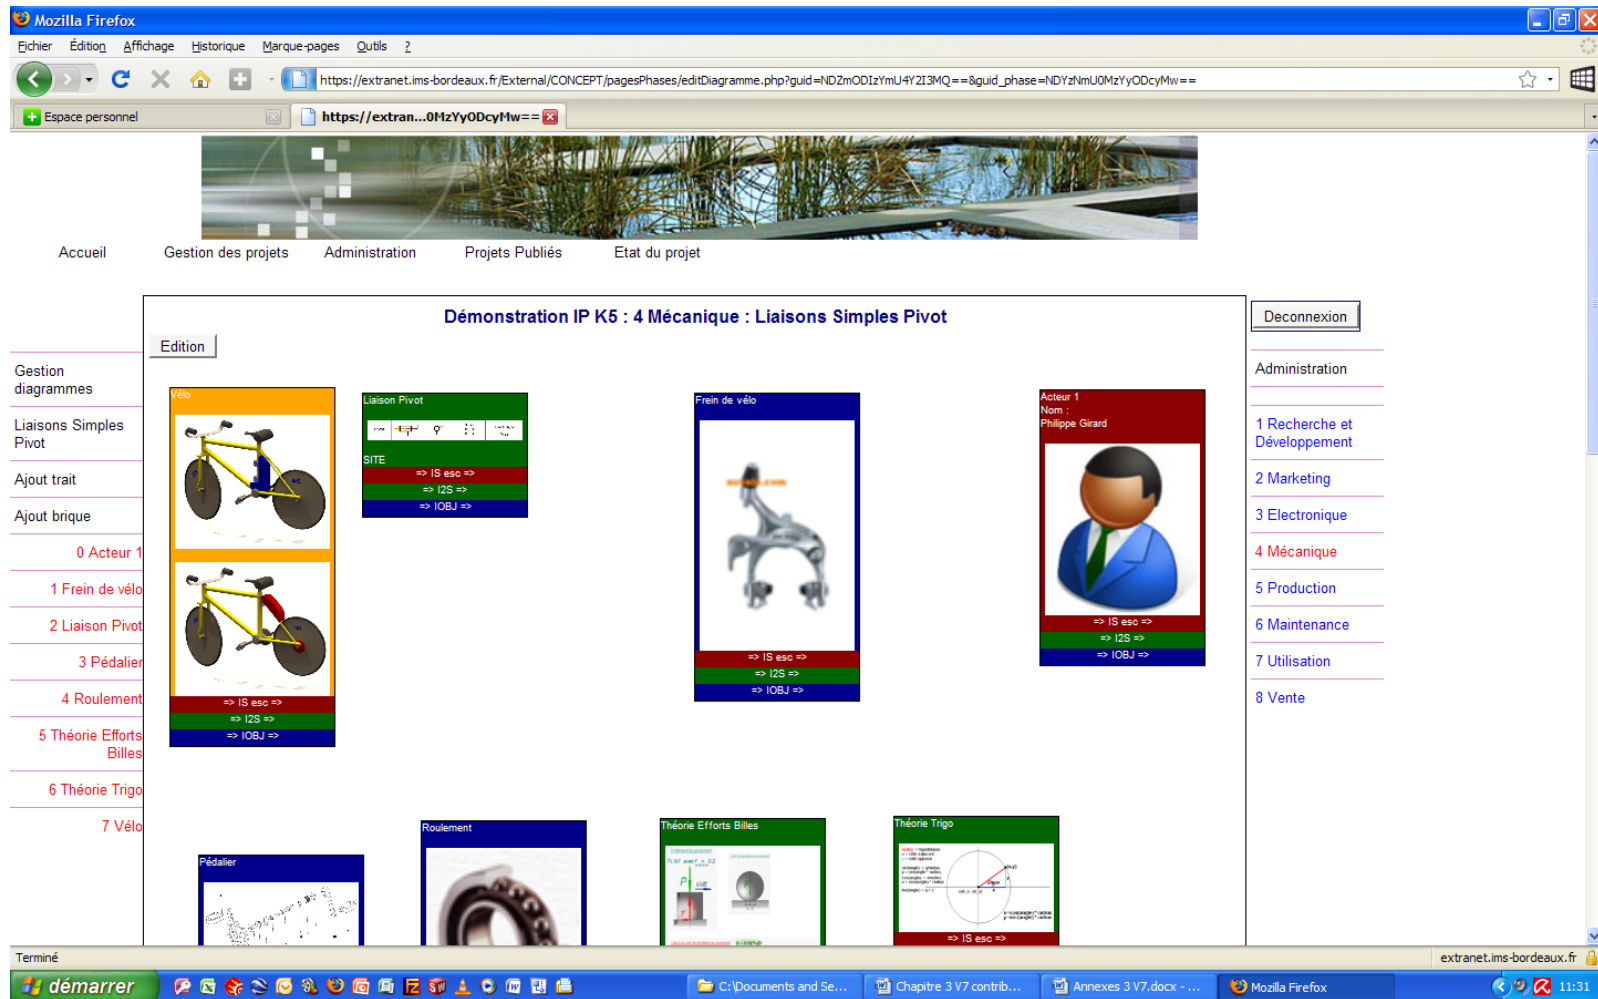 Mozilla Firefox
Fichier Édition Affichage Historique Marque-pages Outils ?
https://extranet.ims-bordeaux.fr/External/CONCEPT/pagesPhases/editDiagramme.php?guid=NDZmODIzYmU4Y2I3MQ==&guid_phase=NDYzNmU0MzYyODcyMw==
Espace personnel
https://extran...0MzYyODcyMw==
Accueil Gestion des projets Administration Projets Publiés Etat du projet
Démonstration IP K5 : 4 Mécanique : Liaisons Simples Pivot
Deconnexion
Edition
Gestion
diagrammes
Liaisons Simples
Pivot
Ajout trait
Ajout brique
0 Acteur 1
1 Frein de vélo
2 Liaison Pivot
3 Pédalier
4 Roulement
5 Théorie Efforts
Billes
6 Théorie Trigo
7 Vélo
Vélo
=> IS esc =>
=> I2S =>
=> IOBJ =>
Liaison Pivot
SITE
=> IS esc =>
=> I2S =>
=> IOBJ =>
Frein de vélo
=> IS esc =>
=> I2S =>
=> IOBJ =>
Acteur 1
Nom :
Philippe Girard
=> IS esc =>
=> I2S =>
=> IOBJ =>
Administration
1 Recherche et
Développement
2 Marketing
3 Electronique
4 Mécanique
5 Production
6 Maintenance
7 Utilisation
8 Vente
Pédalier
Roulement
Théorie Efforts Billes
Théorie Trigo
=> IS esc =>
Terminé
extranet.ims-bordeaux.fr
démarrer
C:\Documents and Se...
Chapitre 3 V7 contrib...
Annexes 3 V7.docx - ...
Mozilla Firefox
11:31